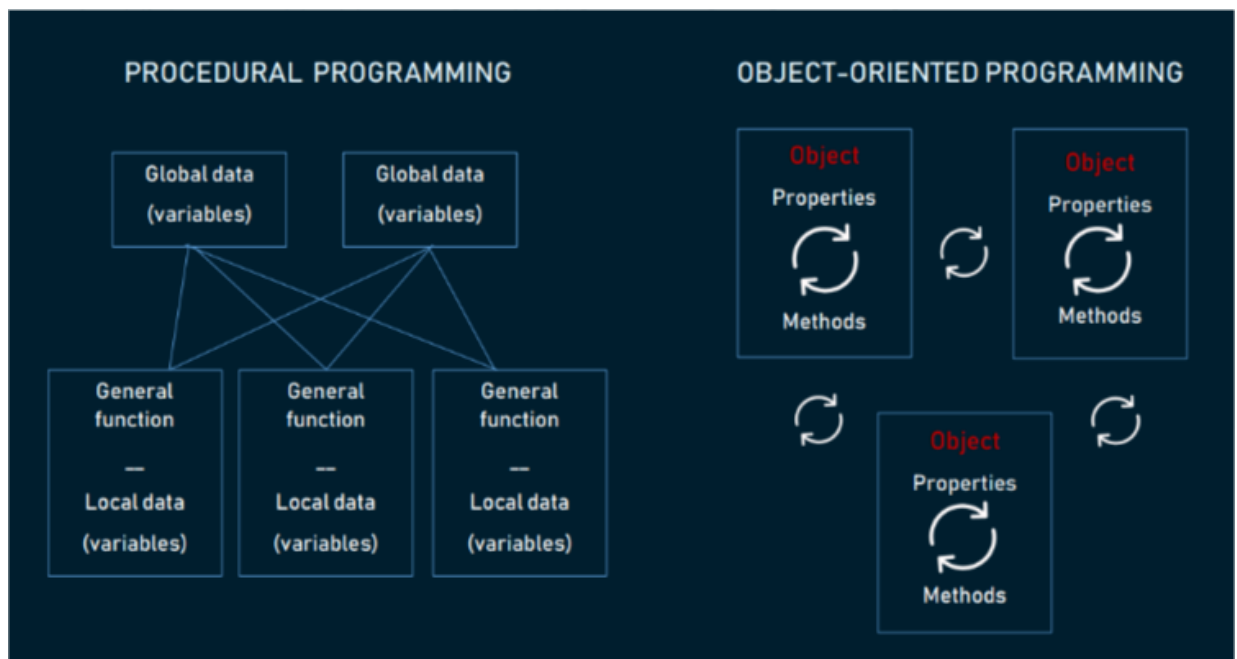 PROCEDURAL PROGRAMMING
Global data
(variables)
Global data
(variables)
General
function
—
Local data
(variables)
General
function
—
Local data
(variables)
General
function
—
Local data
(variables)
OBJECT-ORIENTED PROGRAMMING
Object
Properties
Methods
Object
Properties
Methods
Object
Properties
Methods